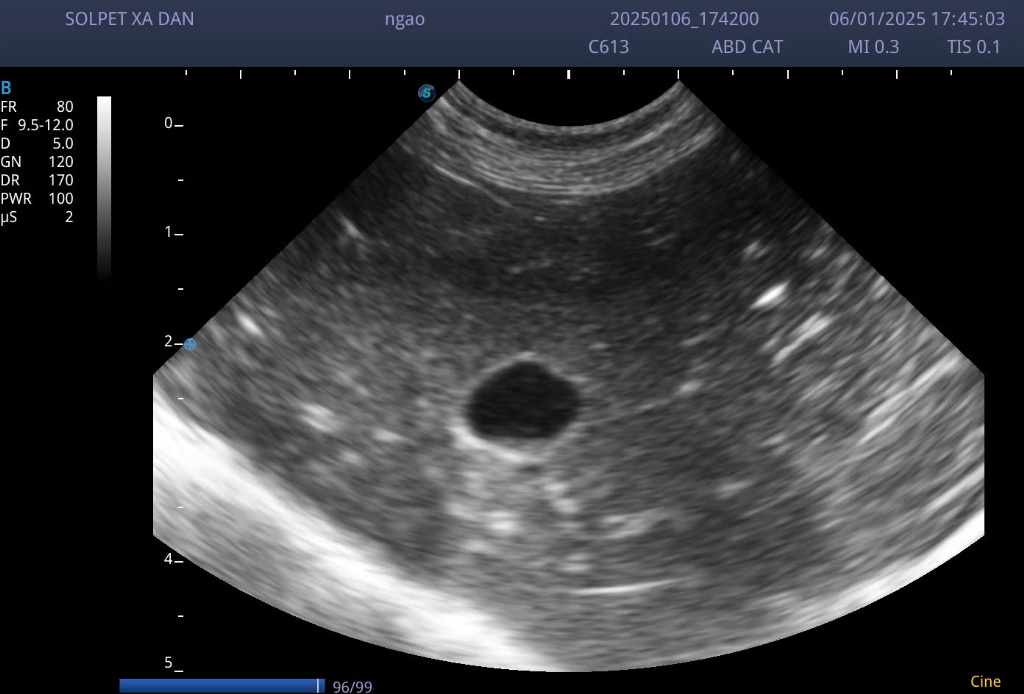 SOLPET XA DAN ngao 20250106_174200 06/01/2025 17:45:03
C613 ABD CAT MI 0.3 TIS 0.1
B
FR 80
F 9.5-12.0
D 5.0
GN 120
DR 170
PWR 100
µS 2
S
0
1
2
4
5
96/99
Cine